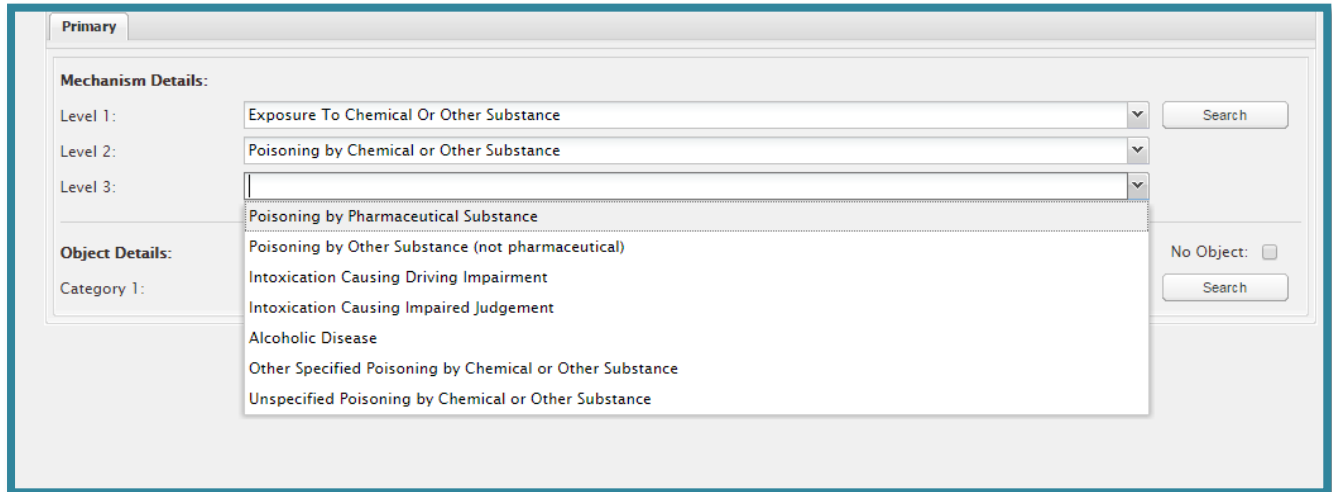 Primary
Mechanism Details:
Level 1: Exposure To Chemical Or Other Substance Search
Level 2: Poisoning by Chemical or Other Substance
Level 3:
Poisoning by Pharmaceutical Substance
Poisoning by Other Substance (not pharmaceutical)
Object Details: No Object:
Intoxication Causing Driving Impairment
Category 1: Search
Intoxication Causing Impaired Judgement
Alcoholic Disease
Other Specified Poisoning by Chemical or Other Substance
Unspecified Poisoning by Chemical or Other Substance